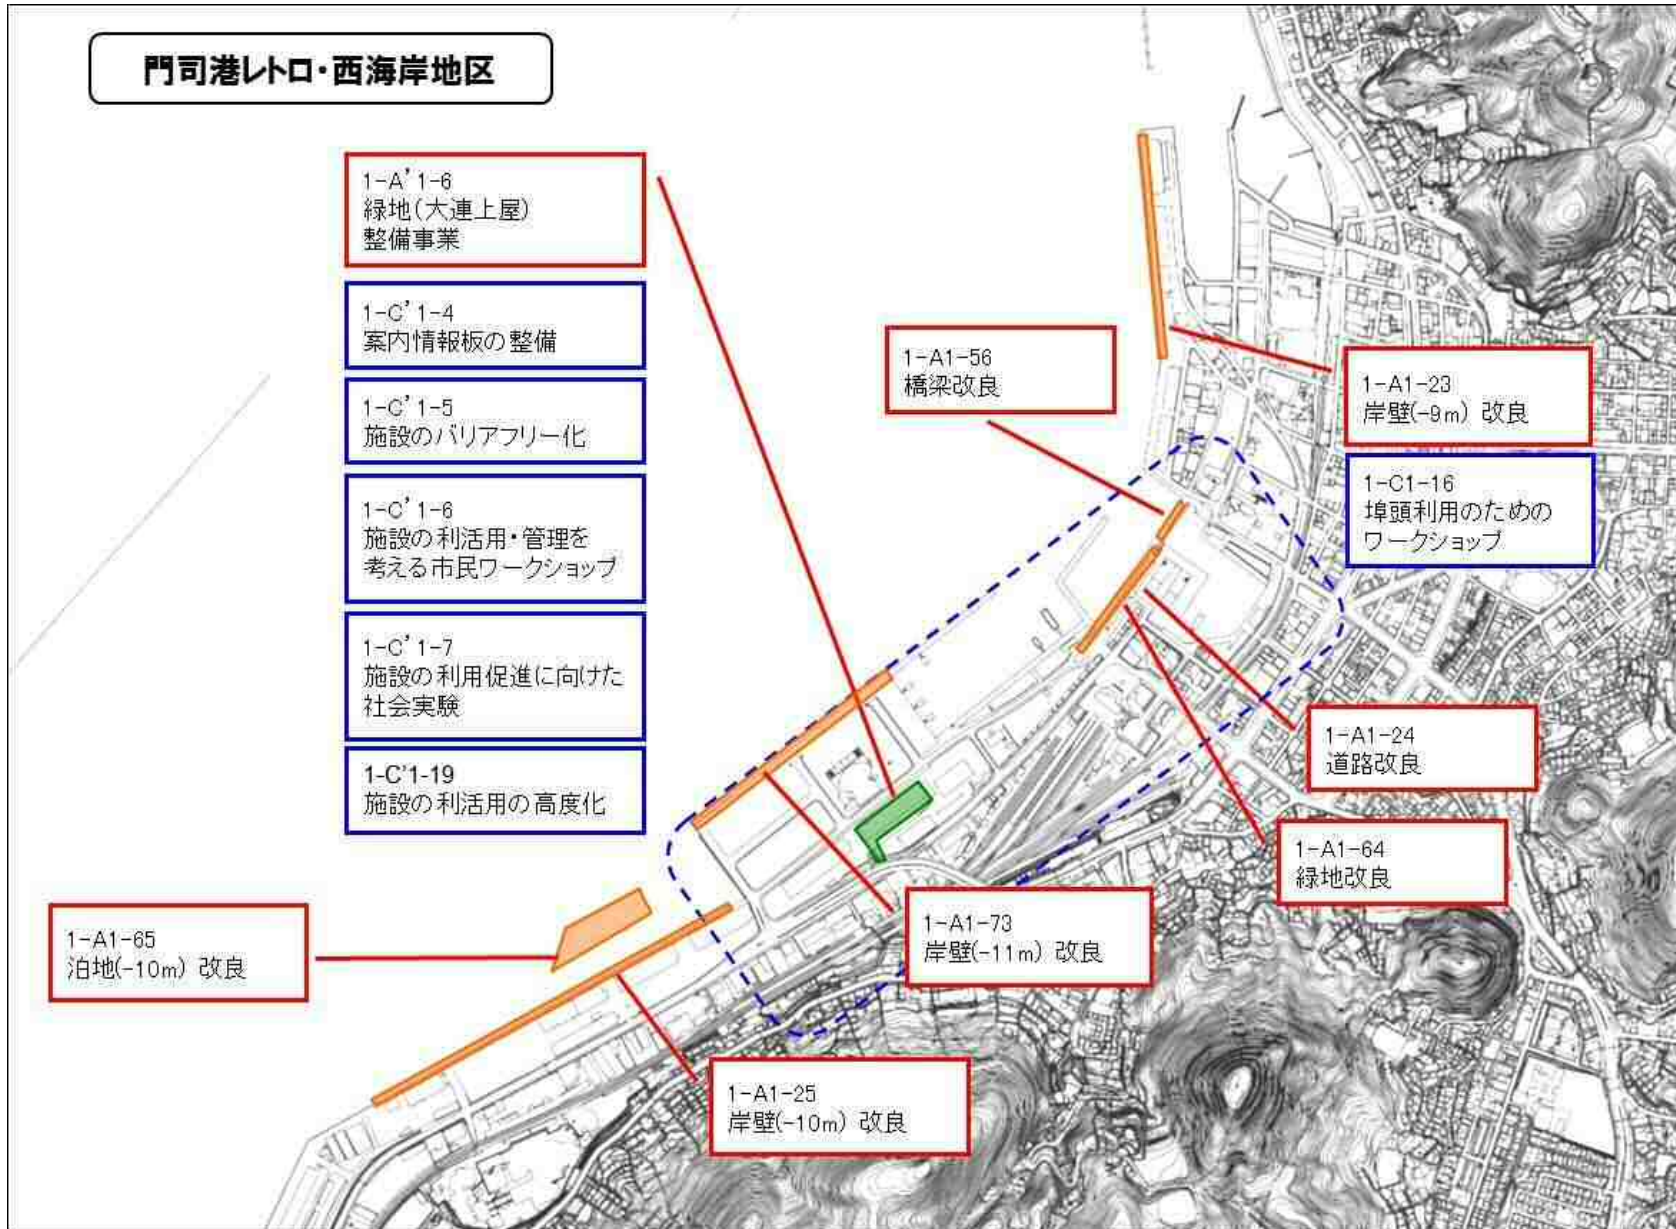 門司港レトロ・西海岸地区
1-A' 1-6
緑地(大連上屋)
整備事業
1-C' 1-4
案内情報板の整備
1-C' 1-5
施設のバリアフリー化
1-C' 1-6
施設の利活用・管理を
考える市民ワークショップ
1-C' 1-7
施設の利用促進に向けた
社会実験
1-C'1-19
施設の利活用の高度化
1-A1-56
橋梁改良
1-A1-23
岸壁(-9m) 改良
1-C1-16
埠頭利用のための
ワークショップ
1-A1-24
道路改良
1-A1-64
緑地改良
1-A1-73
岸壁(-11m) 改良
1-A1-65
泊地(-10m) 改良
1-A1-25
岸壁(-10m) 改良